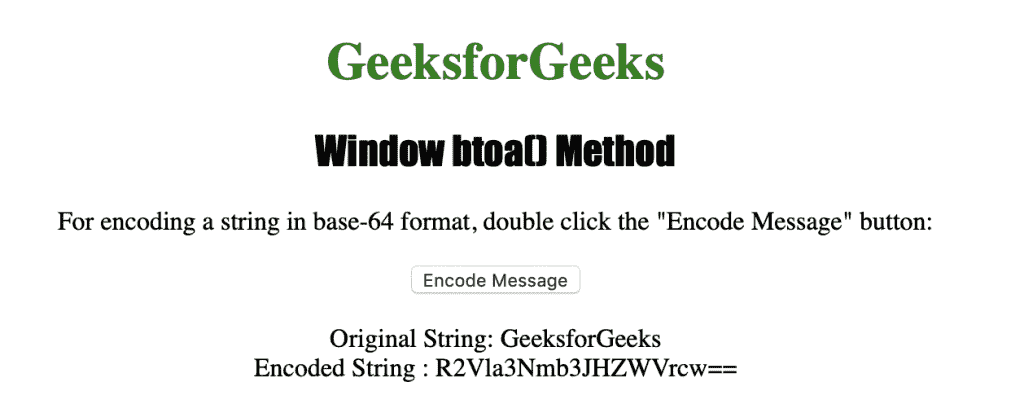 GeeksforGeeks
Window btoa() Method
For encoding a string in base-64 format, double click the "Encode Message" button:
Encode Message
Original String: GeeksforGeeks
Encoded String : R2Vla3Nmb3JHZWVrcw==